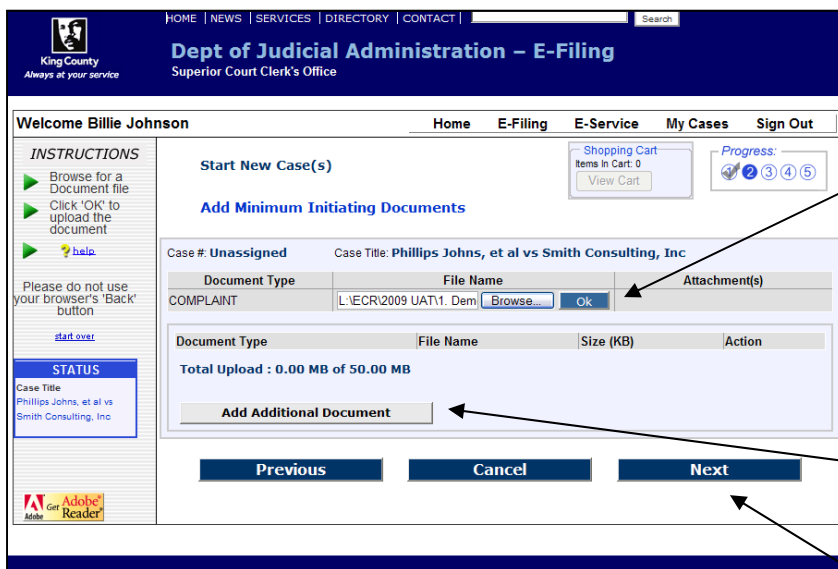 HOME | NEWS | SERVICES | DIRECTORY | CONTACT | Search
King County
Always at your service
Dept of Judicial Administration – E-Filing
Superior Court Clerk's Office
Welcome Billie Johnson
Home E-Filing E-Service My Cases Sign Out
INSTRUCTIONS
Browse for a
Document file
Click 'OK' to
upload the
document
? help
Please do not use
your browser's 'Back'
button
start over
STATUS
Case Title
Phillips Johns, et al vs
Smith Consulting, Inc
Get Adobe®
Adobe Reader®
Start New Case(s)
Shopping Cart
Items In Cart: 0
View Cart
Progress:
1 2 3 4 5
Add Minimum Initiating Documents
Case #: Unassigned Case Title: Phillips Johns, et al vs Smith Consulting, Inc
Document Type File Name Attachment(s)
COMPLAINT L:\ECR\2009 UAT\1. Dem Browse... Ok
Document Type File Name Size (KB) Action
Total Upload : 0.00 MB of 50.00 MB
Add Additional Document
Previous Cancel Next